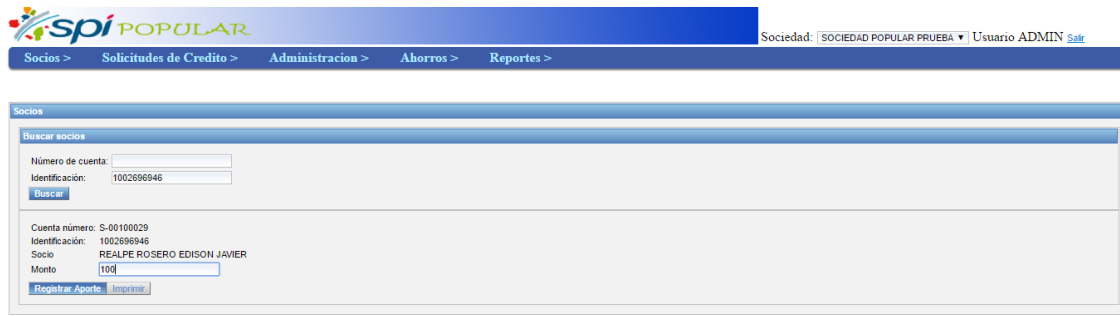 spi POPULAR
Sociedad: SOCIEDAD POPULAR PRUEBA Usuario ADMIN Salir
Socios > Solicitudes de Credito > Administracion > Ahorros > Reportes >
Socios
Buscar socios
Número de cuenta:
Identificación: 1002696946
Buscar
Cuenta número: S-00100029
Identificación: 1002696946
Socio REALPE ROSERO EDISON JAVIER
Monto 100
Registrar Aporte Imprimir